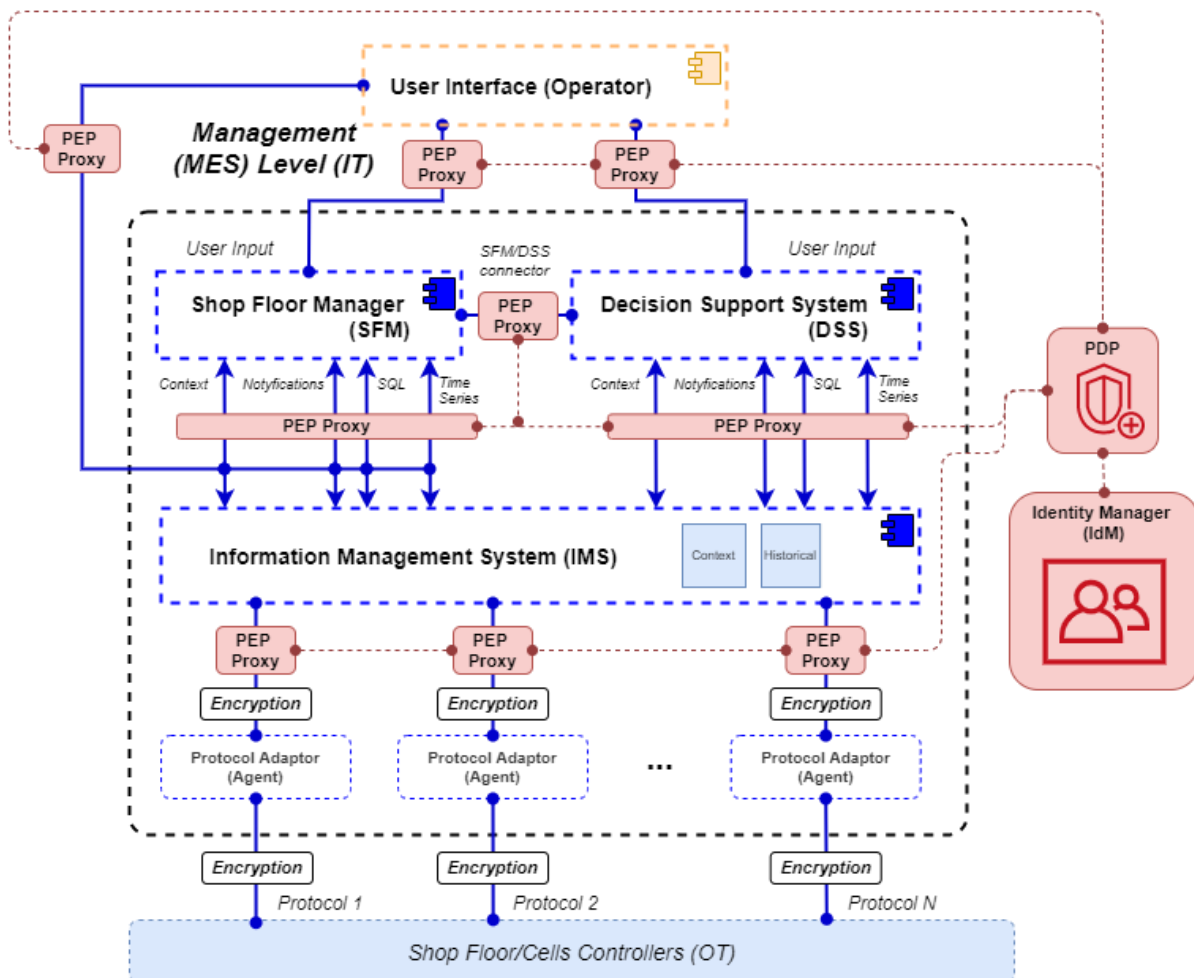 User Interface (Operator)
PEP
Proxy
Management
(MES) Level (IT)
PEP
Proxy
PEP
Proxy
User Input
SFM/DSS
connector
User Input
Shop Floor Manager
(SFM)
PEP
Proxy
Decision Support System
(DSS)
PDP
Context
Notyfications
SQL
Time
Series
Context
Notyfications
SQL
Time
Series
PEP Proxy
PEP Proxy
Identity Manager
(IdM)
Information Management System (IMS)
Context
Historical
PEP
Proxy
PEP
Proxy
PEP
Proxy
Encryption
Encryption
Encryption
Protocol Adaptor
(Agent)
Protocol Adaptor
(Agent)
...
Protocol Adaptor
(Agent)
Encryption
Encryption
Encryption
Protocol 1
Protocol 2
Protocol N
Shop Floor/Cells Controllers (OT)